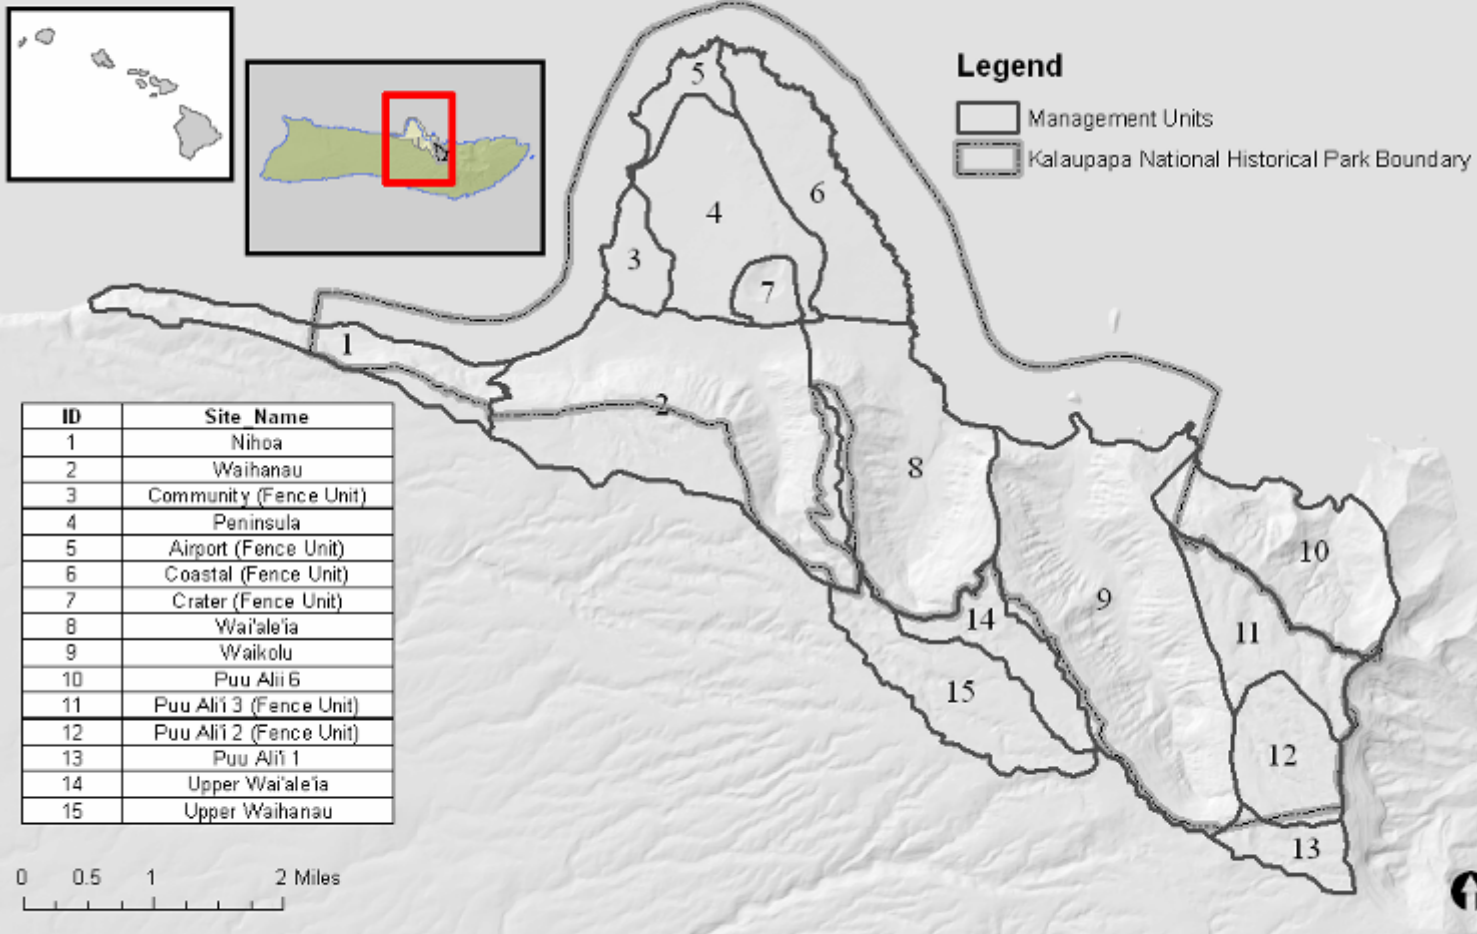 Legend
Management Units
Kalaupapa National Historical Park Boundary
5
6
4
3
7
1
2
8
10
9
14
11
15
12
13
ID Site_Name
1 Nihoa
2 Waihanau
3 Community (Fence Unit)
4 Peninsula
5 Airport (Fence Unit)
6 Coastal (Fence Unit)
7 Crater (Fence Unit)
8 Wai'ale'ia
9 Waikolu
10 Puu Alii 6
11 Puu Ali'i 3 (Fence Unit)
12 Puu Ali'i 2 (Fence Unit)
13 Puu Ali'i 1
14 Upper Wai'ale'ia
15 Upper Waihanau
0 0.5 1 2 Miles